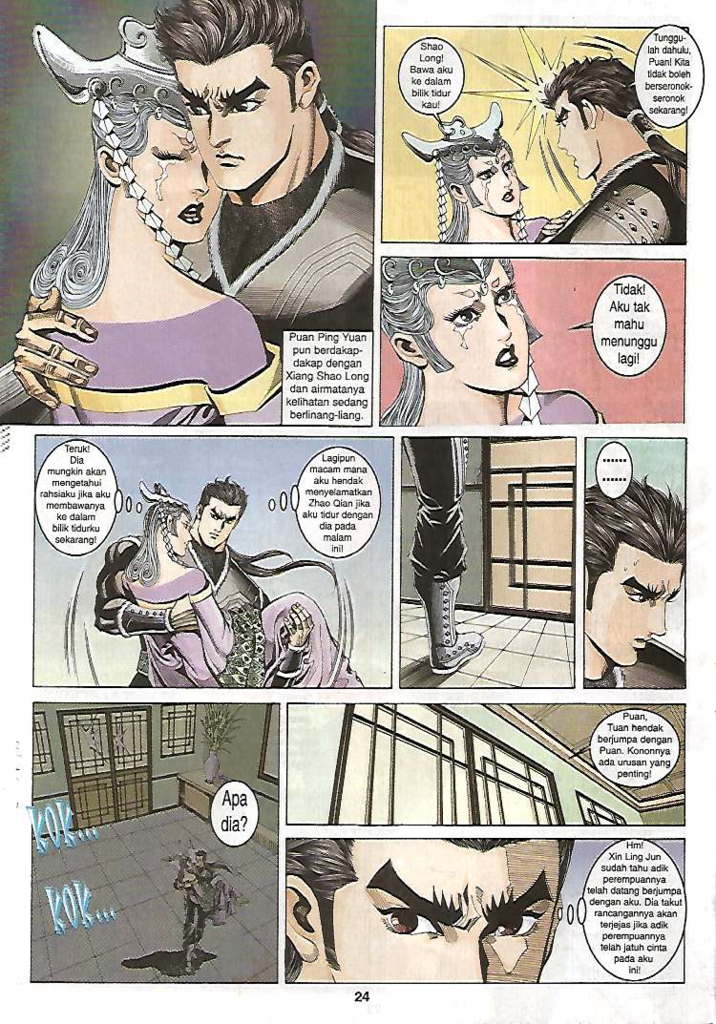 Puan Ping Yuan
pun berdakap-
dakap dengan
Xiang Shao Long
dan airmatanya
kelihatan sedang
berlinang-liang.
Shao
Long!
Bawa aku
ke dalam
bilik tidur
kau!
Tunggu-
lah dahulu,
Puan! Kita
tidak boleh
berseronok-
seronok
sekarang!
Tidak!
Aku tak
mahu
menunggu
lagi!
Teruk!
Dia
mungkin akan
mengetahui
rahsiaku jika aku
membawanya
ke dalam
bilik tidurku
sekarang!
Lagipun
macam mana
aku hendak
menyelamatkan
Zhao Qian jika
aku tidur dengan
dia pada
malam
ini!
......
......
KOK...
KOK...
Apa
dia?
Puan,
Tuan hendak
berjumpa dengan
Puan. Kononnya
ada urusan yang
penting!
Hm!
Xin Ling Jun
sudah tahu adik
perempuannya
telah datang berjumpa
dengan aku. Dia takut
rancangannya akan
terjejas jika adik
perempuannya
telah jatuh cinta
pada aku
ini!
24